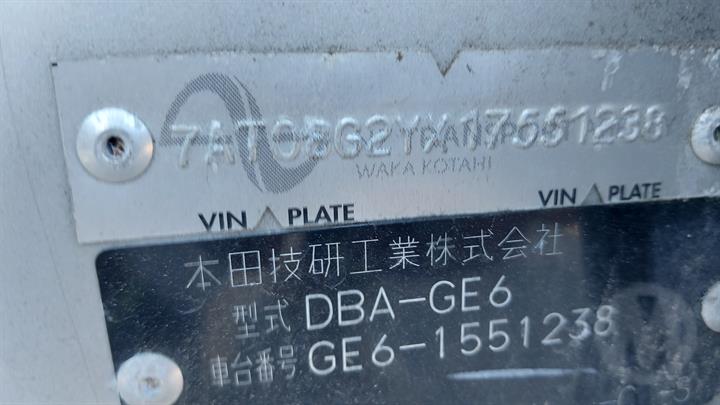 7AT08G2YX17551238
WAKA KOTAHI
VIN PLATE VIN PLATE
本田技研工業株式会社
型式 DBA-GE6
車台番号 GE6-1551238